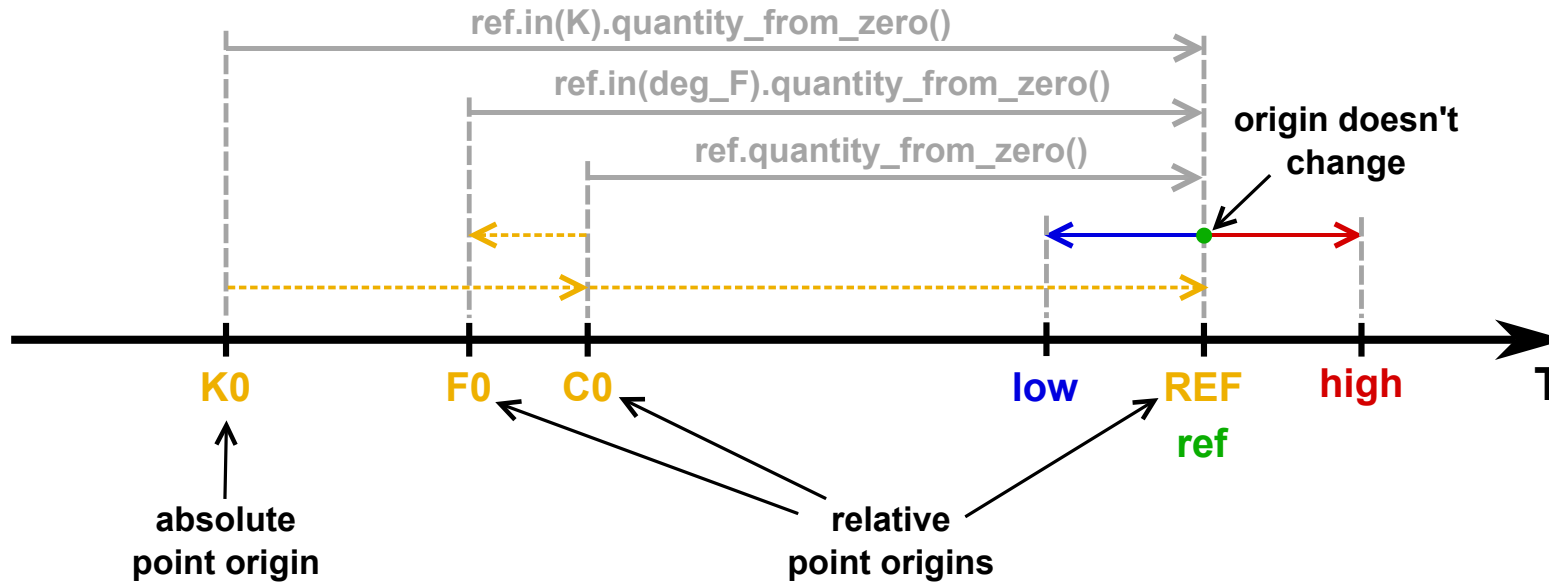 ref.in(K).quantity_from_zero()
ref.in(deg_F).quantity_from_zero()
ref.quantity_from_zero()
origin doesn't
change
K0
F0
C0
low
REF
high
T
ref
absolute
point origin
relative
point origins